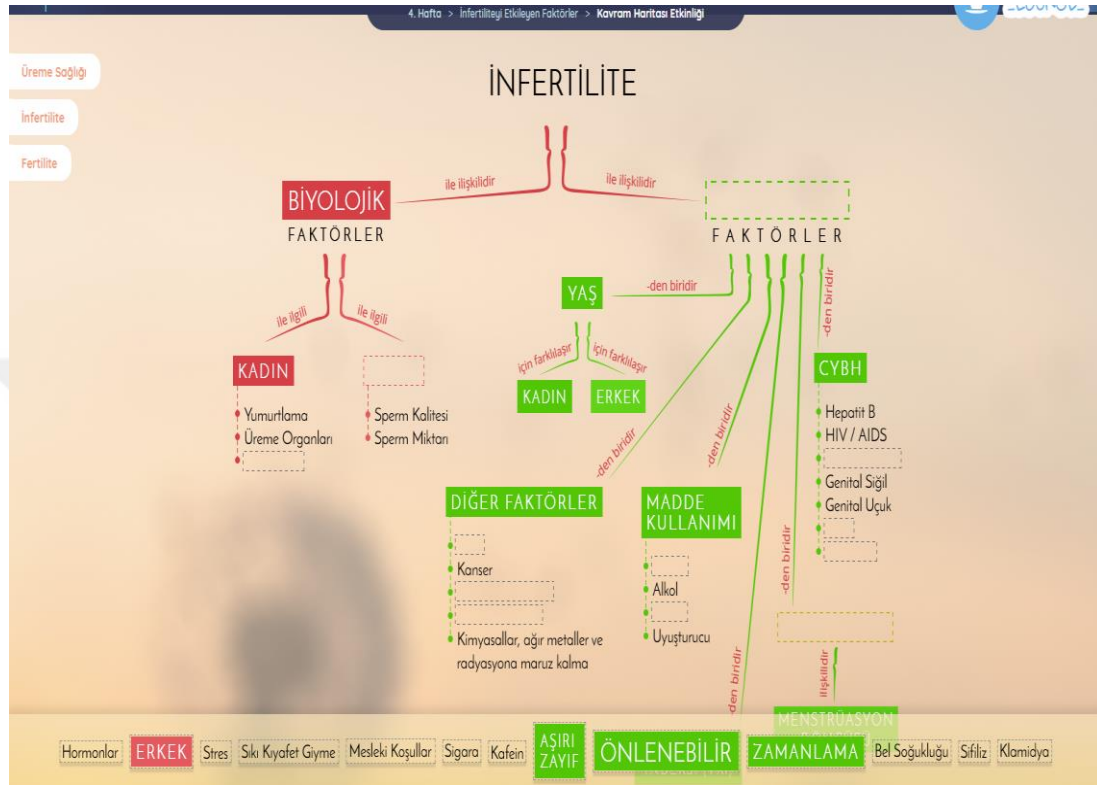 4. Hafta > İnfertiliteyi Etkileyen Faktörler > Kavram Haritası Etkinliği
Üreme Sağlığı
İnfertilite
Fertilite
İNFERTİLİTE
ile ilişkilidir
ile ilişkilidir
BİYOLOJİK
FAKTÖRLER
FAKTÖRLER
ile ilgili
ile ilgili
KADIN
Yumurtlama
Üreme Organları
Sperm Kalitesi
Sperm Miktarı
YAŞ
-den biridir
için farklılaşır
için farklılaşır
KADIN
ERKEK
-den biridir
DİĞER FAKTÖRLER
Kanser
Kimyasallar, ağır metaller ve
radyasyona maruz kalma
-den biridir
MADDE
KULLANIMI
Alkol
Uyuşturucu
-den biridir
-den biridir
ilişkilidir
MENSTRÜASYON
-den biridir
CYBH
Hepatit B
HIV / AIDS
Genital Siğil
Genital Uçuk
Hormonlar
ERKEK
Stres
Sıkı Kıyafet Giyme
Mesleki Koşullar
Sigara
Kafein
AŞIRI
ZAYIF
ÖNLENEBİLİR
ZAMANLAMA
Bel Soğukluğu
Sifiliz
Klamidya